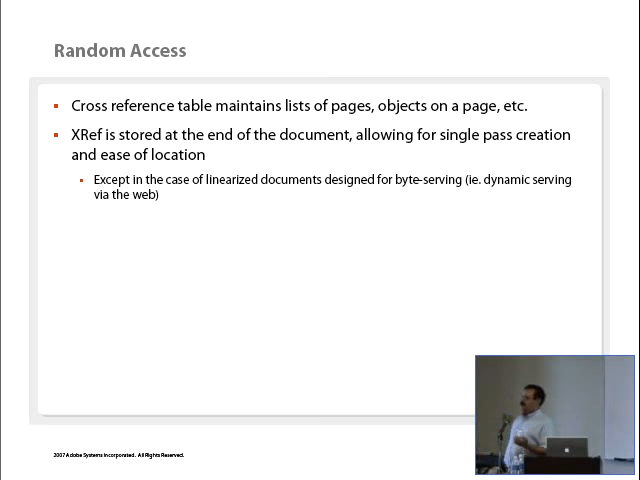 Random Access
Cross reference table maintains lists of pages, objects on a page, etc.
XRef is stored at the end of the document, allowing for single pass creation
and ease of location
Except in the case of linearized documents designed for byte-serving (ie. dynamic serving
via the web)
2007 Adobe Systems Incorporated. All Rights Reserved.